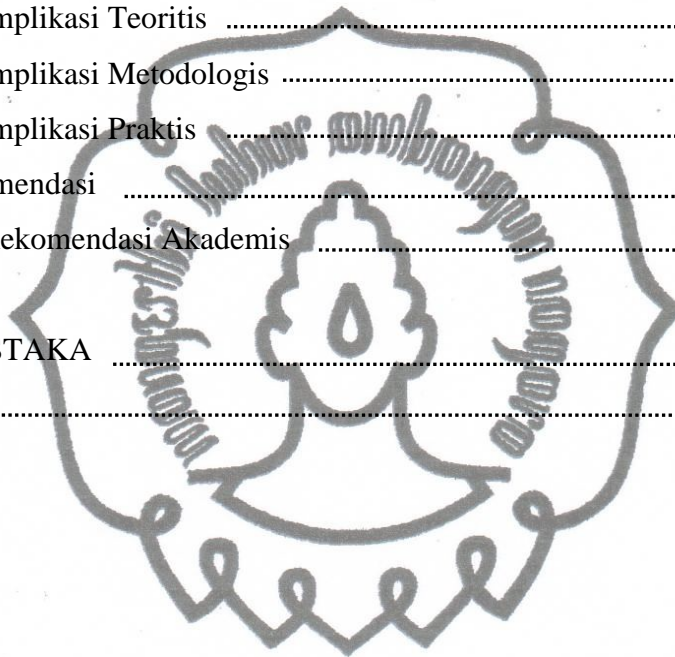 mplikasi Teoritis ........................................................................
mplikasi Metodologis ...............................................................
mplikasi Praktis ........................................................................
mendasi ........................................................................
ekomendasi Akademis ........................................................
STAKA ........................................................................
........................................................................